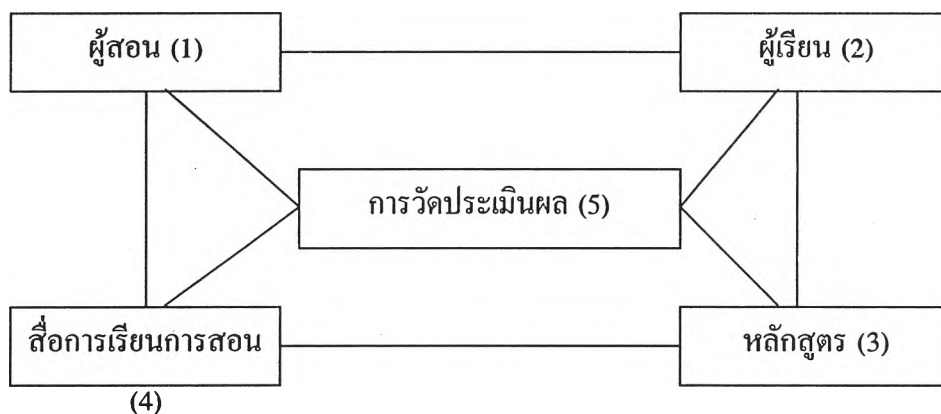 ผู้สอน (1)
ผู้เรียน (2)
การวัดประเมินผล (5)
สื่อการเรียนการสอน
(4)
หลักสูตร (3)